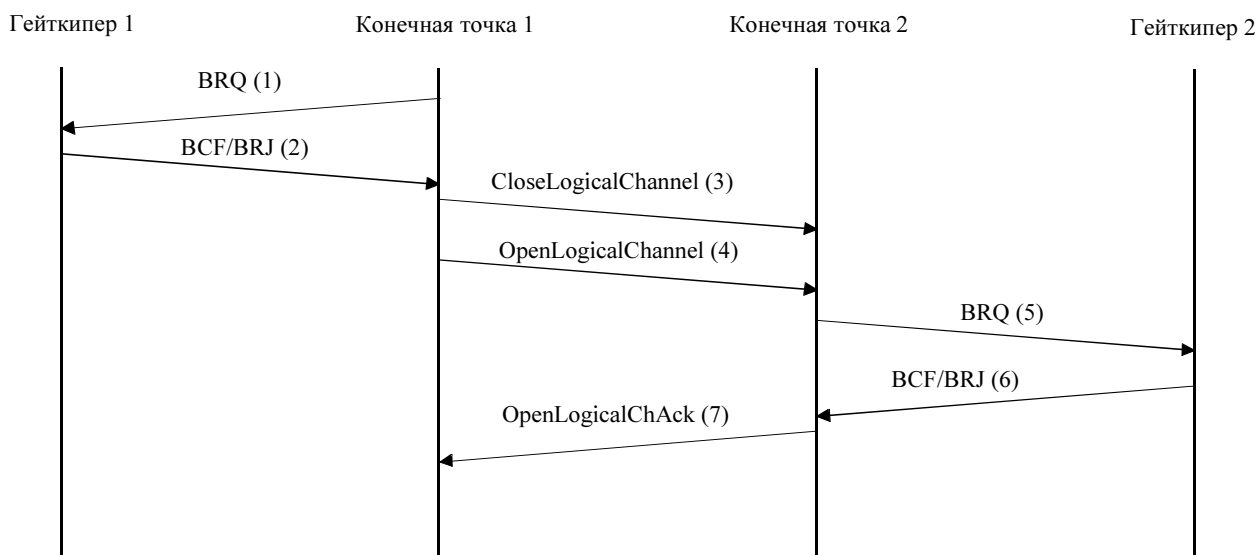 Гейткипер 1
Конечная точка 1
Конечная точка 2
Гейткипер 2
BRQ (1)
BCF/BRJ (2)
CloseLogicalChannel (3)
OpenLogicalChannel (4)
BRQ (5)
BCF/BRJ (6)
OpenLogicalChAck (7)